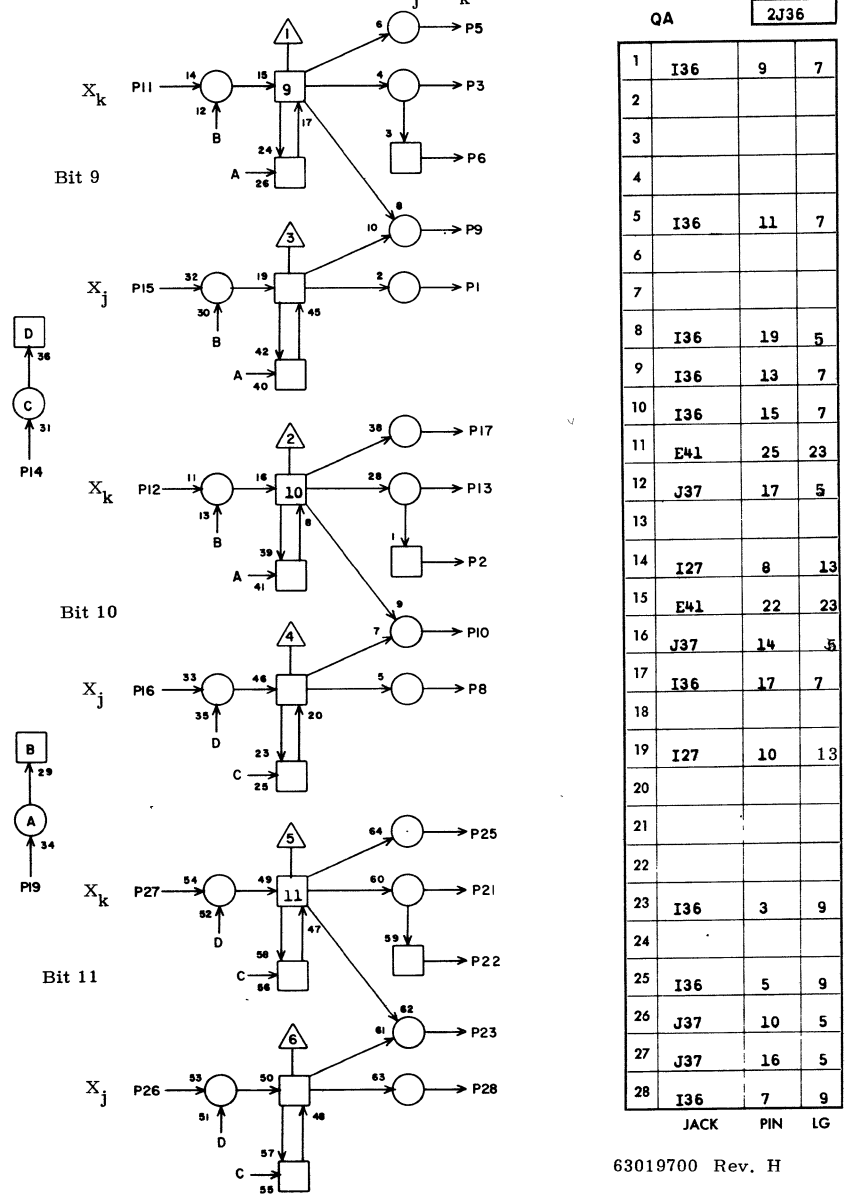 j k
QA 2J36
1 6 P5
X_k P11 14 15 9 4 P3
12 17 3
B 24 P6
A 26
Bit 9 8
3 10 P9
X_j P15 32 19 2 P1
30 45
B 42
A 40
D
36
C
31
P14
2 38 P17
X_k P12 11 16 10 28 P13
13 8 1
B 39 P2
A 41
Bit 10 9
4 7 P10
X_j P16 33 46 5 P8
35 20
D 23
C 25
B
29
A
34
P19
5 64 P25
X_k P27 54 49 11 60 P21
52 47 59
D 58 P22
C 56
Bit 11 62
6 61 P23
X_j P26 53 50 63 P28
51 48
D 57
C 55
1 I36 9 7
2
3
4
5 I36 11 7
6
7
8 I36 19 5
9 I36 13 7
10 I36 15 7
11 E41 25 23
12 J37 17 5
13
14 I27 8 13
15 E41 22 23
16 J37 14 5
17 I36 17 7
18
19 I27 10 13
20
21
22
23 I36 3 9
24
25 I36 5 9
26 J37 10 5
27 J37 16 5
28 I36 7 9
JACK PIN LG
63019700 Rev. H